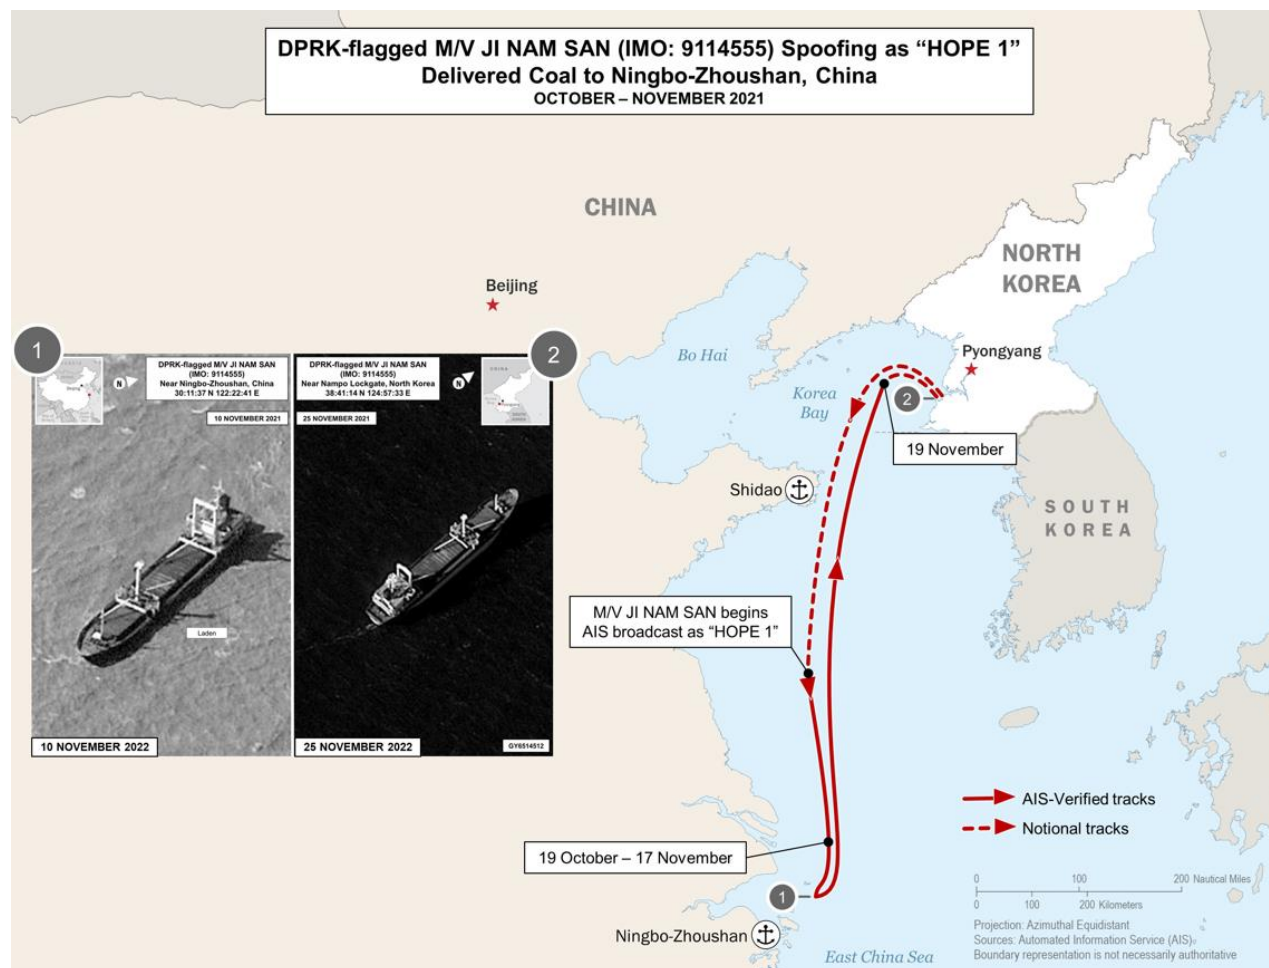 DPRK-flagged M/V JI NAM SAN (IMO: 9114555) Spoofing as “HOPE 1”
Delivered Coal to Ningbo-Zhoushan, China
OCTOBER – NOVEMBER 2021
CHINA
NORTH
KOREA
Beijing
Bo Hai
Pyongyang
Korea
Bay
2
19 November
1
N
DPRK-flagged M/V JI NAM SAN
(IMO: 9114555)
Near Ningbo-Zhoushan, China
30:11:37 N 122:22:41 E
10 NOVEMBER 2021
Laden
10 NOVEMBER 2022
2
DPRK-flagged M/V JI NAM SAN
(IMO: 9114555)
Near Nampo Lockgate, North Korea
38:41:14 N 124:57:33 E
N
CHINA
25 NOVEMBER 2021
25 NOVEMBER 2022
GY6514512
Shidao
SOUTH
KOREA
M/V JI NAM SAN begins
AIS broadcast as “HOPE 1”
19 October – 17 November
1
Ningbo-Zhoushan
East China Sea
AIS-Verified tracks
Notional tracks
0 100 200 Nautical Miles
0 100 200 Kilometers
Projection: Azimuthal Equidistant
Sources: Automated Information Service (AIS)
Boundary representation is not necessarily authoritative